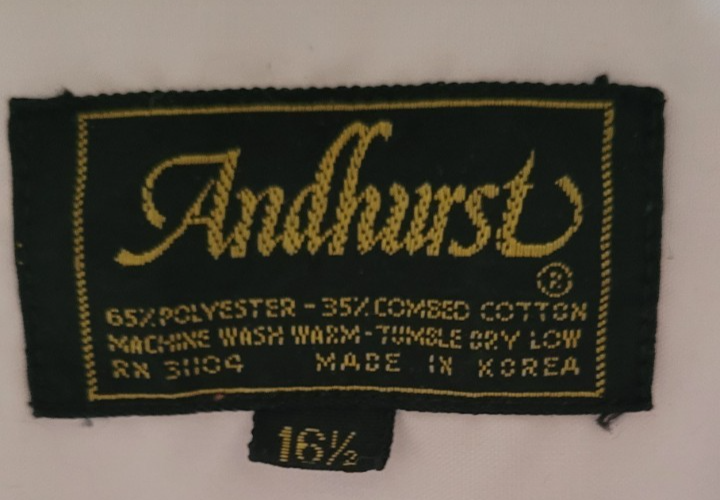 Andhurst
®
65% POLYESTER - 35% COMBED COTTON
MACHINE WASH WARM - TUMBLE DRY LOW
RN 31104 MADE IN KOREA
16½